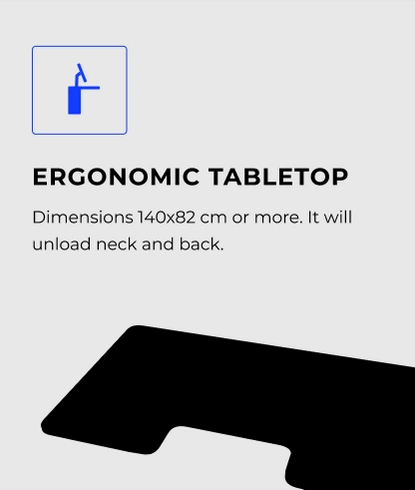 ERGONOMIC TABLETOP
Dimensions 140x82 cm or more. It will
unload neck and back.